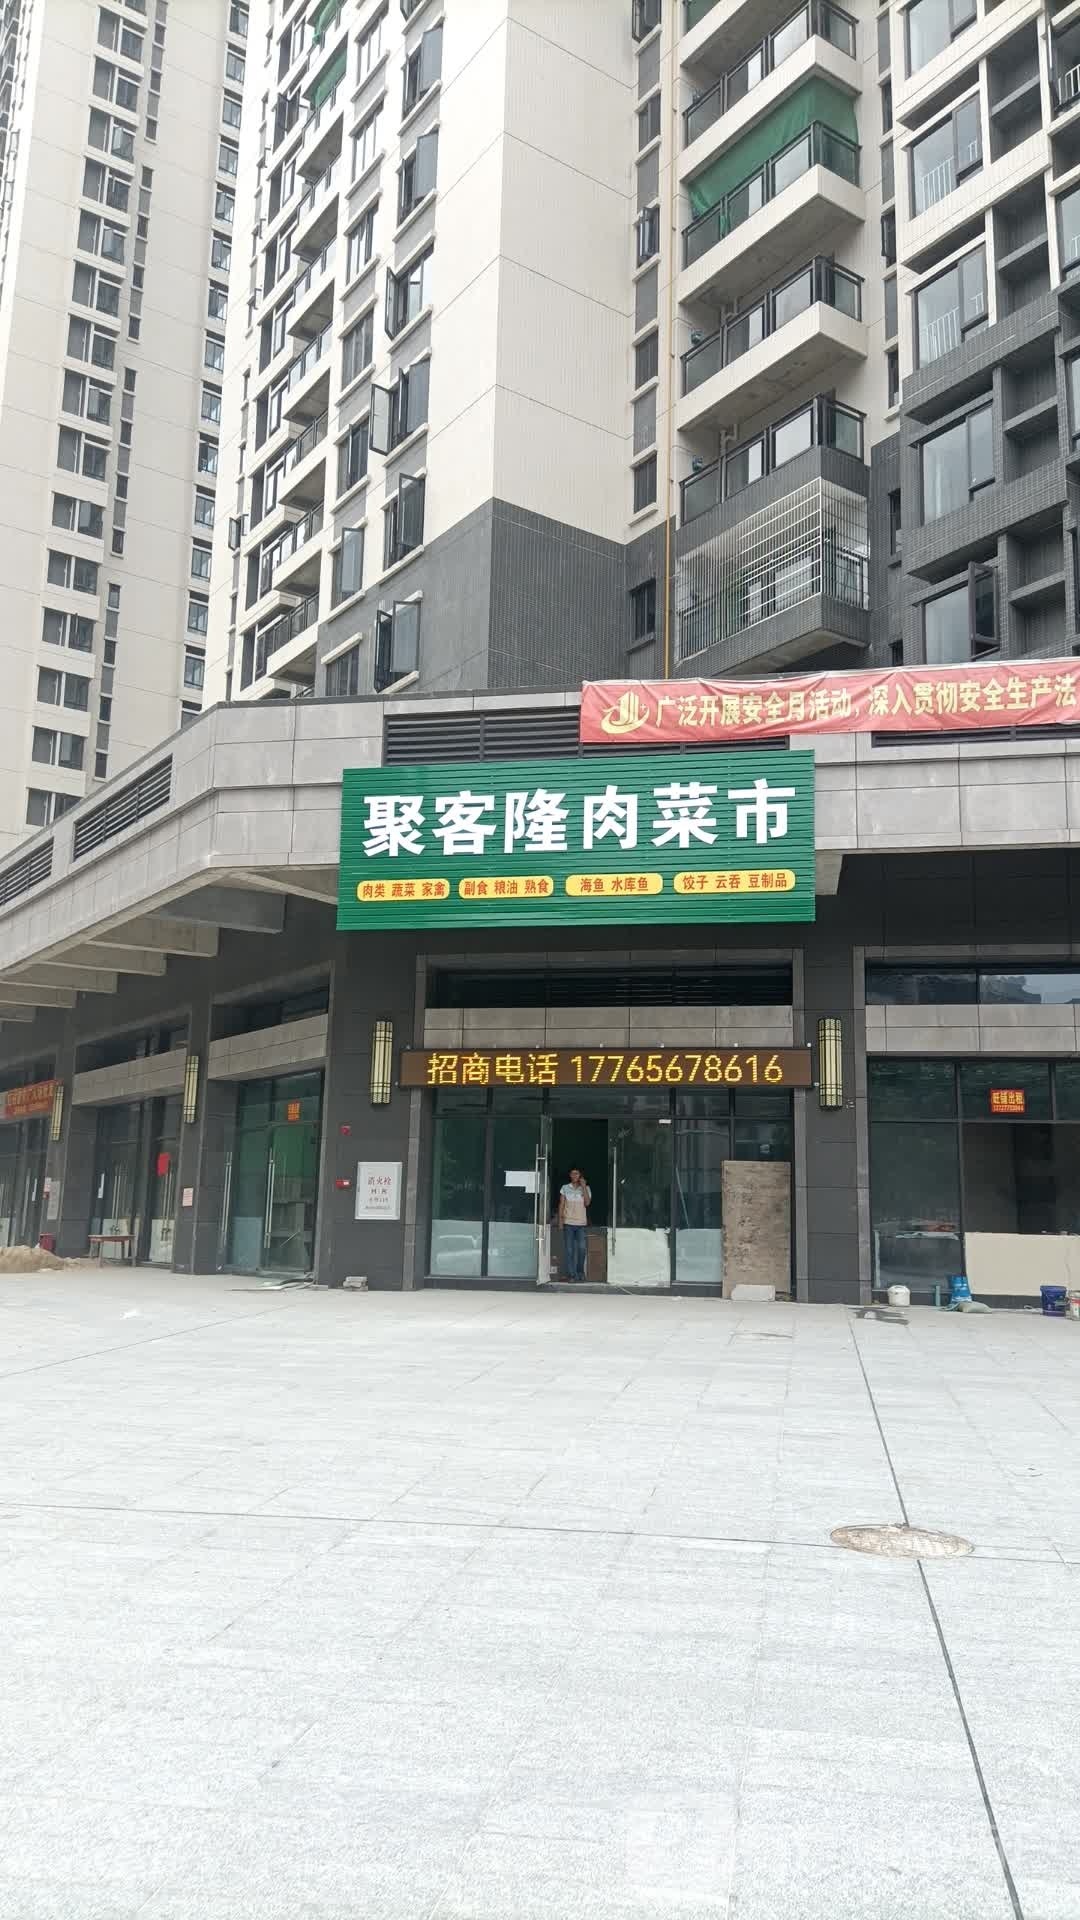 广泛开展安全月活动，深入贯彻安全生产法
聚客隆肉菜市
肉类 蔬菜 家禽
副食 粮油 熟食
海鱼 水库鱼
饺子 云吞 豆制品
招商电话 17765678616
旺铺出租
消火栓